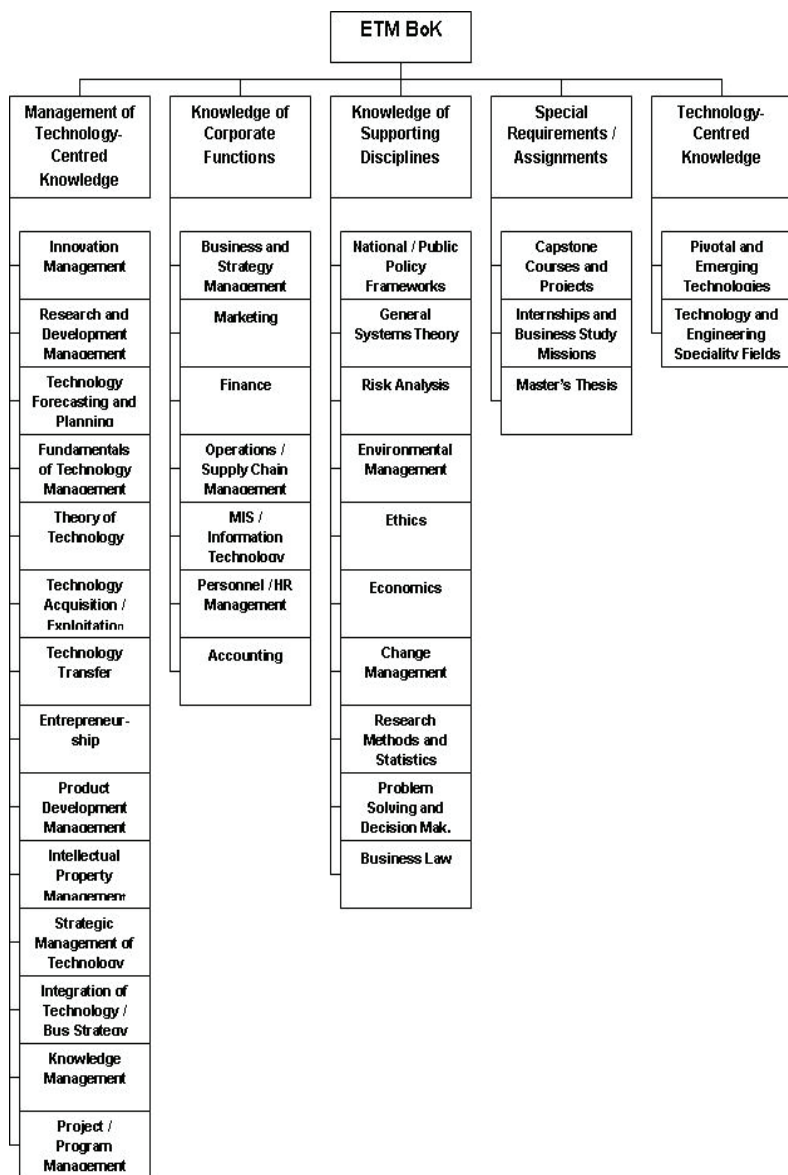 ETM BoK
Management of
Technology-
Centred
Knowledge
Knowledge of
Corporate
Functions
Knowledge of
Supporting
Disciplines
Special
Requirements /
Assignments
Technology-
Centred
Knowledge
Innovation
Management
Research and
Development
Management
Technology
Forecasting and
Planning
Fundamentals
of Technology
Management
Theory of
Technology
Technology
Acquisition /
Exploitation
Technology
Transfer
Entrepreneur-
ship
Product
Development
Management
Intellectual
Property
Management
Strategic
Management of
Technology
Integration of
Technology /
Bus Strategy
Knowledge
Management
Project /
Program
Management
Business and
Strategy
Management
Marketing
Finance
Operations /
Supply Chain
Management
MIS /
Information
Technology
Personnel / HR
Management
Accounting
National / Public
Policy
Frameworks
General
Systems Theory
Risk Analysis
Environmental
Management
Ethics
Economics
Change
Management
Research
Methods and
Statistics
Problem
Solving and
Decision Mak.
Business Law
Capstone
Courses and
Projects
Internships and
Business Study
Missions
Master's Thesis
Pivotal and
Emerging
Technologies
Technology and
Engineering
Speciality Fields